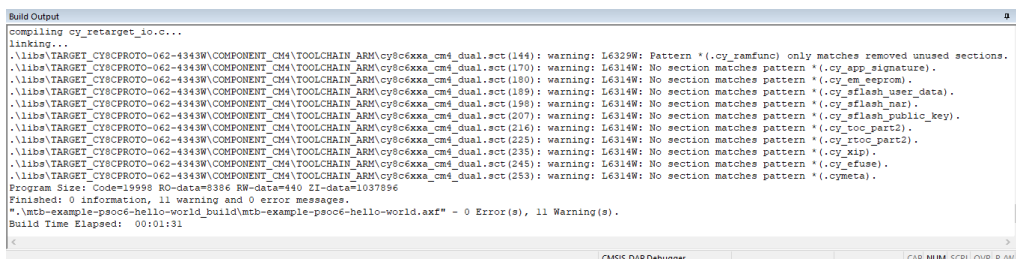 Build Output
compiling cy_retarget_io.c...
linking...
.\libs\TARGET_CY8CPROTO-062-4343W\COMPONENT_CM4\TOOLCHAIN_ARM\cy8c6xxa_cm4_dual.sct(144): warning: L6329W: Pattern *(.cy_ramfunc) only matches removed unused sections.
.\libs\TARGET_CY8CPROTO-062-4343W\COMPONENT_CM4\TOOLCHAIN_ARM\cy8c6xxa_cm4_dual.sct(170): warning: L6314W: No section matches pattern *(.cy_app_signature).
.\libs\TARGET_CY8CPROTO-062-4343W\COMPONENT_CM4\TOOLCHAIN_ARM\cy8c6xxa_cm4_dual.sct(180): warning: L6314W: No section matches pattern *(.cy_em_eeprom).
.\libs\TARGET_CY8CPROTO-062-4343W\COMPONENT_CM4\TOOLCHAIN_ARM\cy8c6xxa_cm4_dual.sct(189): warning: L6314W: No section matches pattern *(.cy_sflash_user_data).
.\libs\TARGET_CY8CPROTO-062-4343W\COMPONENT_CM4\TOOLCHAIN_ARM\cy8c6xxa_cm4_dual.sct(198): warning: L6314W: No section matches pattern *(.cy_sflash_nar).
.\libs\TARGET_CY8CPROTO-062-4343W\COMPONENT_CM4\TOOLCHAIN_ARM\cy8c6xxa_cm4_dual.sct(207): warning: L6314W: No section matches pattern *(.cy_sflash_public_key).
.\libs\TARGET_CY8CPROTO-062-4343W\COMPONENT_CM4\TOOLCHAIN_ARM\cy8c6xxa_cm4_dual.sct(216): warning: L6314W: No section matches pattern *(.cy_toc_part2).
.\libs\TARGET_CY8CPROTO-062-4343W\COMPONENT_CM4\TOOLCHAIN_ARM\cy8c6xxa_cm4_dual.sct(225): warning: L6314W: No section matches pattern *(.cy_rtoc_part2).
.\libs\TARGET_CY8CPROTO-062-4343W\COMPONENT_CM4\TOOLCHAIN_ARM\cy8c6xxa_cm4_dual.sct(235): warning: L6314W: No section matches pattern *(.cy_xip).
.\libs\TARGET_CY8CPROTO-062-4343W\COMPONENT_CM4\TOOLCHAIN_ARM\cy8c6xxa_cm4_dual.sct(245): warning: L6314W: No section matches pattern *(.cy_efuse).
.\libs\TARGET_CY8CPROTO-062-4343W\COMPONENT_CM4\TOOLCHAIN_ARM\cy8c6xxa_cm4_dual.sct(253): warning: L6314W: No section matches pattern *(.cymeta).
Program Size: Code=19998 RO-data=8386 RW-data=440 ZI-data=1037896
Finished: 0 information, 11 warning and 0 error messages.
".\mtb-example-psoc6-hello-world_build\mtb-example-psoc6-hello-world.axf" - 0 Error(s), 11 Warning(s).
Build Time Elapsed:  00:01:31
CMSIS-DAP Debugger CAP NUM SCRL OVR R/W